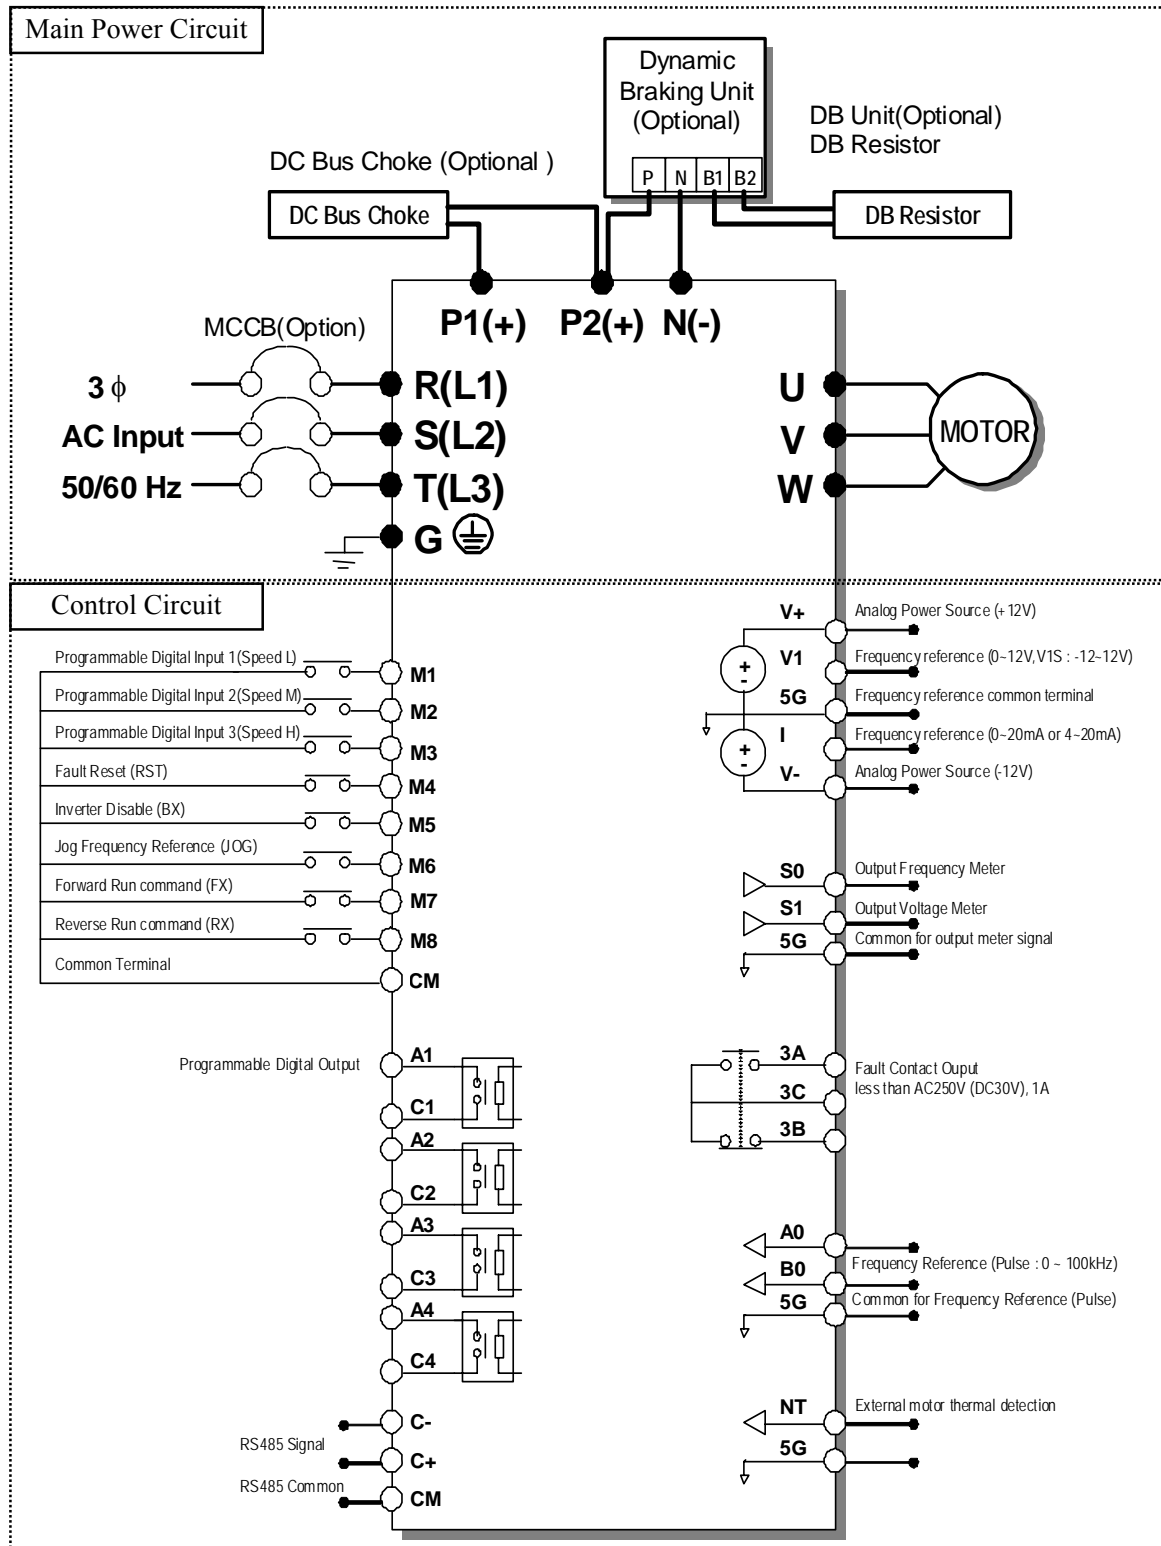 Main Power Circuit
Dynamic
Braking Unit
(Optional)
P N B1 B2
DB Unit(Optional)
DB Resistor
DC Bus Choke (Optional )
DC Bus Choke
DB Resistor
P1(+) P2(+) N(-)
MCCB(Option)
3 ϕ
R(L1)
U
AC Input
S(L2)
V
MOTOR
50/60 Hz
T(L3)
W
G
Control Circuit
Programmable Digital Input 1(Speed L)
M1
Programmable Digital Input 2(Speed M)
M2
Programmable Digital Input 3(Speed H)
M3
Fault Reset (RST)
M4
Inverter Disable (BX)
M5
Jog Frequency Reference (JOG)
M6
Forward Run command (FX)
M7
Reverse Run command (RX)
M8
Common Terminal
CM
V+
Analog Power Source (+12V)
V1
Frequency reference (0~12V,V1S : -12~12V)
5G
Frequency reference common terminal
I
Frequency reference (0~20mA or 4~20mA)
V-
Analog Power Source (-12V)
+
-
+
-
S0
Output Frequency Meter
S1
Output Voltage Meter
5G
Common for output meter signal
Programmable Digital Output
A1
C1
A2
C2
A3
C3
A4
C4
3A
3C
3B
Fault Contact Ouput
less than AC250V (DC30V), 1A
A0
B0
Frequency Reference (Pulse : 0 ~ 100kHz)
5G
Common for Frequency Reference (Pulse)
C-
RS485 Signal
C+
RS485 Common
CM
NT
External motor thermal detection
5G